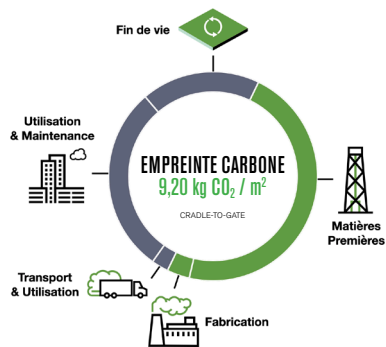 Fin de vie
Utilisation
& Maintenance
EMPREINTE CARBONE
9,20 kg CO₂ / m²
CRADLE-TO-GATE
Matières
Premières
Transport
& Utilisation
Fabrication